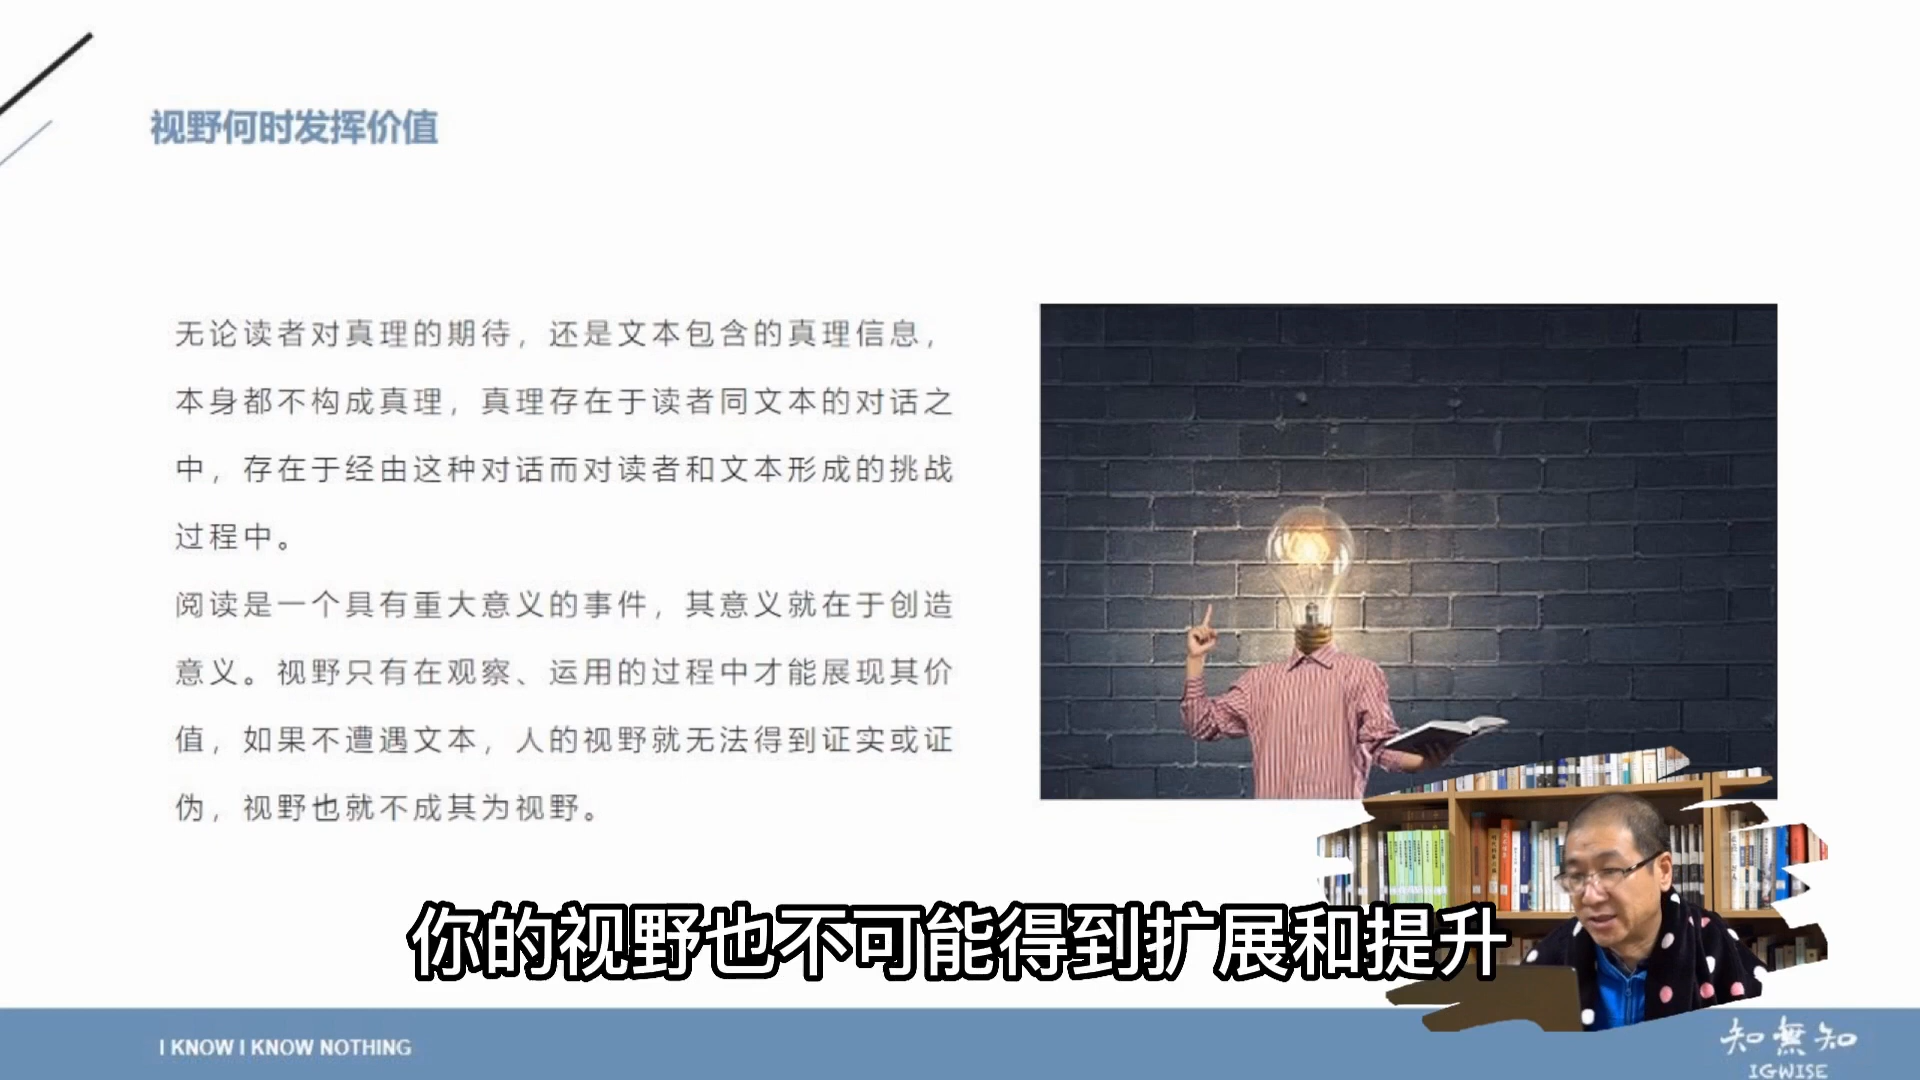 视野何时发挥价值
无论读者对真理的期待，还是文本包含的真理信息，
本身都不构成真理，真理存在于读者同文本的对话之
中，存在于经由这种对话而对读者和文本形成的挑战
过程中。
阅读是一个具有重大意义的事件，其意义就在于创造
意义。视野只有在观察、运用的过程中才能展现其价
值，如果不遭遇文本，人的视野就无法得到证实或证
伪，视野也就不成其为视野。
你的视野也不可能得到扩展和提升
I KNOW I KNOW NOTHING
知無知
IGWISE